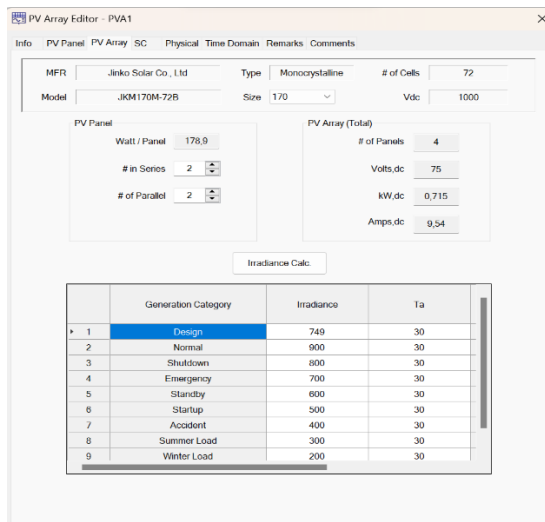 PV Array Editor - PVA1
Info PV Panel PV Array SC Physical Time Domain Remarks Comments
MFR Jinko Solar Co., Ltd Type Monocrystalline # of Cells 72
Model JKM170M-72B Size 170 Vdc 1000
PV Panel PV Array (Total)
Watt / Panel 178,9 # of Panels 4
# in Series 2 Volts,dc 75
# of Parallel 2 kW,dc 0,715
Amps,dc 9,54
Irradiance Calc.
Generation Category Irradiance Ta
1 Design 749 30
2 Normal 900 30
3 Shutdown 800 30
4 Emergency 700 30
5 Standby 600 30
6 Startup 500 30
7 Accident 400 30
8 Summer Load 300 30
9 Winter Load 200 30